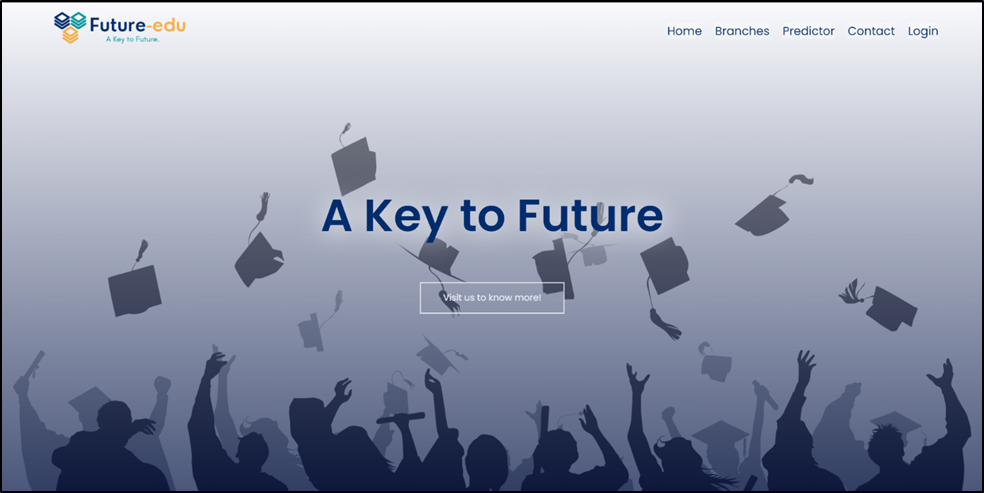 Future-edu
A Key to Future.
Home Branches Predictor Contact Login
A Key to Future
Visit us to know more!